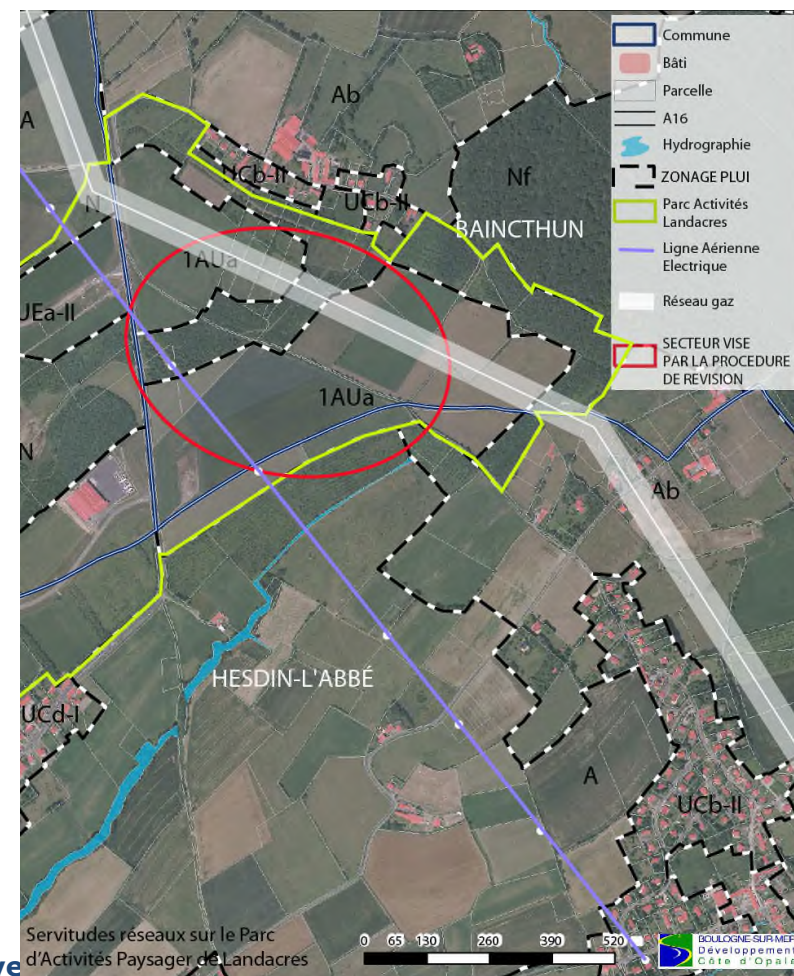 Commune
Bâti
Parcelle
A16
Hydrographie
ZONAGE PLUI
Parc Activités
Landacres
Ligne Aérienne
Electrique
Réseau gaz
SECTEUR VISE
PAR LA PROCEDURE
DE REVISION
A
Ab
UCb-II
Nf
UCb-II
N
BAINCTHUN
1AUa
UEa-II
1AUa
N
Ab
HESDIN-L'ABBÉ
UCd-I
A
UCb-II
Servitudes réseaux sur le Parc
d'Activités Paysager de Landacres
0 65 130 260 390 520
BOULOGNE-SUR-MER
Développement
Côte d'Opale
ve